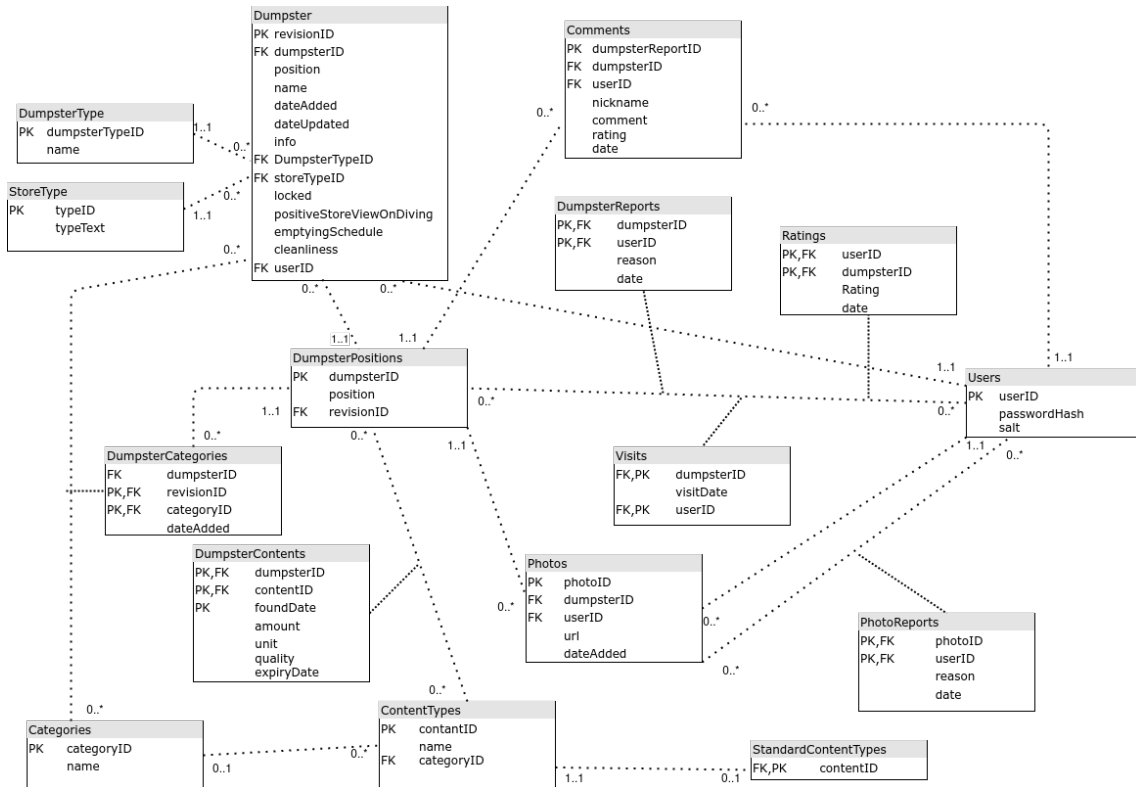 Dumpster
PK revisionID
FK dumpsterID
position
name
dateAdded
dateUpdated
info
FK DumpsterTypeID
FK storeTypeID
locked
positiveStoreViewOnDiving
emptyingSchedule
cleanliness
FK userID
Comments
PK dumpsterReportID
FK dumpsterID
FK userID
nickname
comment
rating
date
DumpsterType
PK dumpsterTypeID
name
StoreType
PK typeID
typeText
DumpsterReports
PK,FK dumpsterID
PK,FK userID
reason
date
Ratings
PK,FK userID
PK,FK dumpsterID
Rating
date
DumpsterPositions
PK dumpsterID
position
FK revisionID
Users
PK userID
passwordHash
salt
DumpsterCategories
FK dumpsterID
PK,FK revisionID
PK,FK categoryID
dateAdded
Visits
FK,PK dumpsterID
visitDate
FK,PK userID
DumpsterContents
PK,FK dumpsterID
PK,FK contentID
PK foundDate
amount
unit
quality
expiryDate
Photos
PK photoID
FK dumpsterID
FK userID
url
dateAdded
PhotoReports
PK,FK photoID
PK,FK userID
reason
date
Categories
PK categoryID
name
ContentTypes
PK contantID
name
FK categoryID
StandardContentTypes
FK,PK contentID
1..1
0..*
1..1
0..*
0..*
0..*
0..*
0..*
0..*
1..1
1..1
1..1
1..1
1..1
0..*
0..*
0..*
1..1
0..*
1..1
0..*
1..1
0..*
0..*
0..*
0..*
0..*
0..*
0..1
1..1
0..1